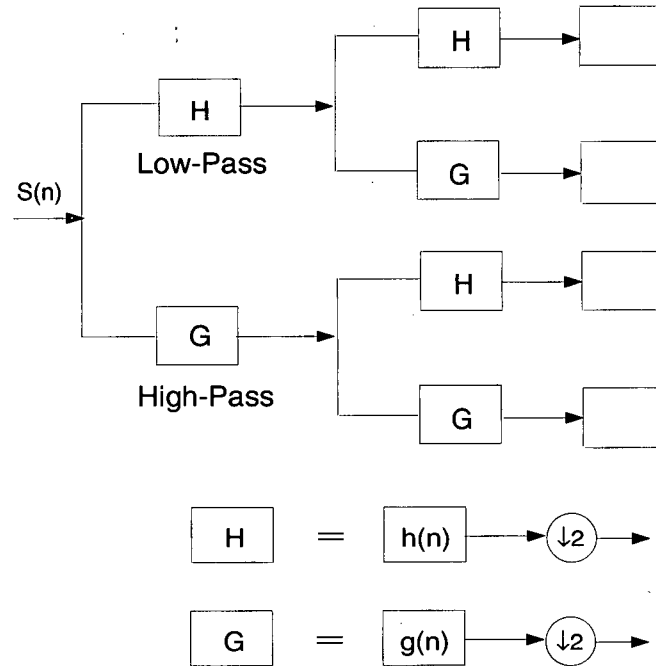 H
H
Low-Pass
G
S(n)
H
G
High-Pass
G
H = h(n) ↓2
G = g(n) ↓2